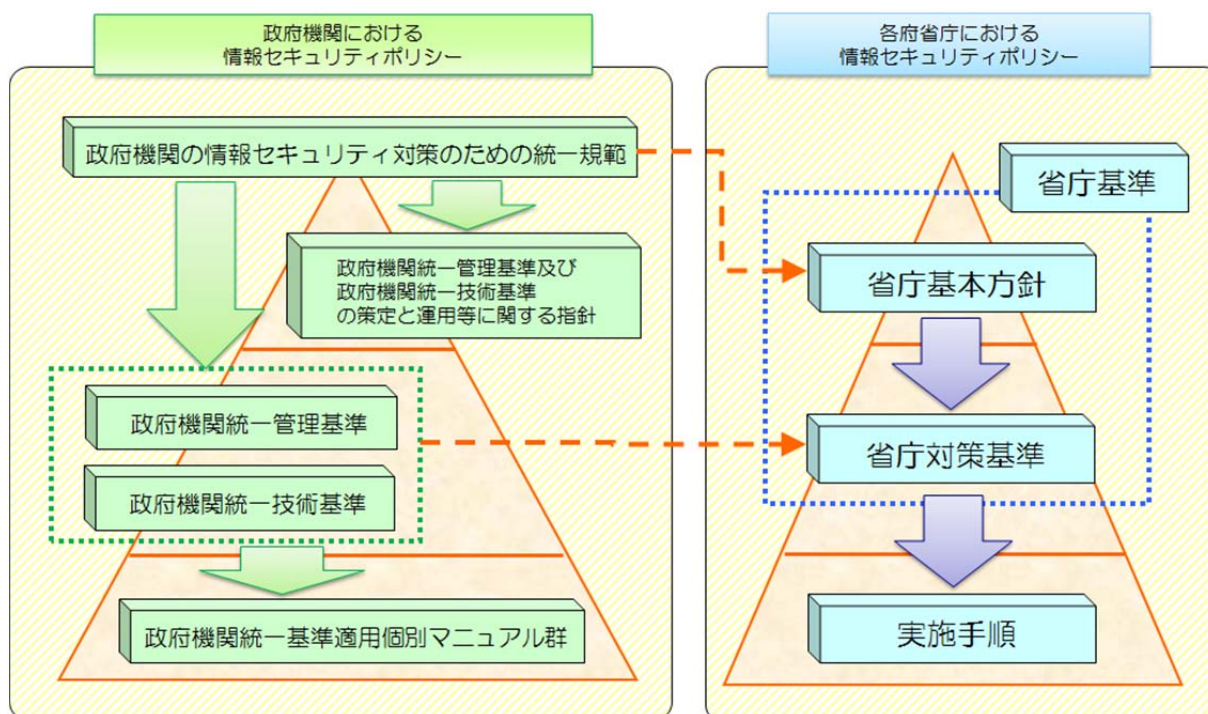 政府機関における
情報セキュリティポリシー
政府機関の情報セキュリティ対策のための統一規範
政府機関統一管理基準及び
政府機関統一技術基準
の策定と運用等に関する指針
政府機関統一管理基準
政府機関統一技術基準
政府機関統一基準適用個別マニュアル群
各府省庁における
情報セキュリティポリシー
省庁基準
省庁基本方針
省庁対策基準
実施手順